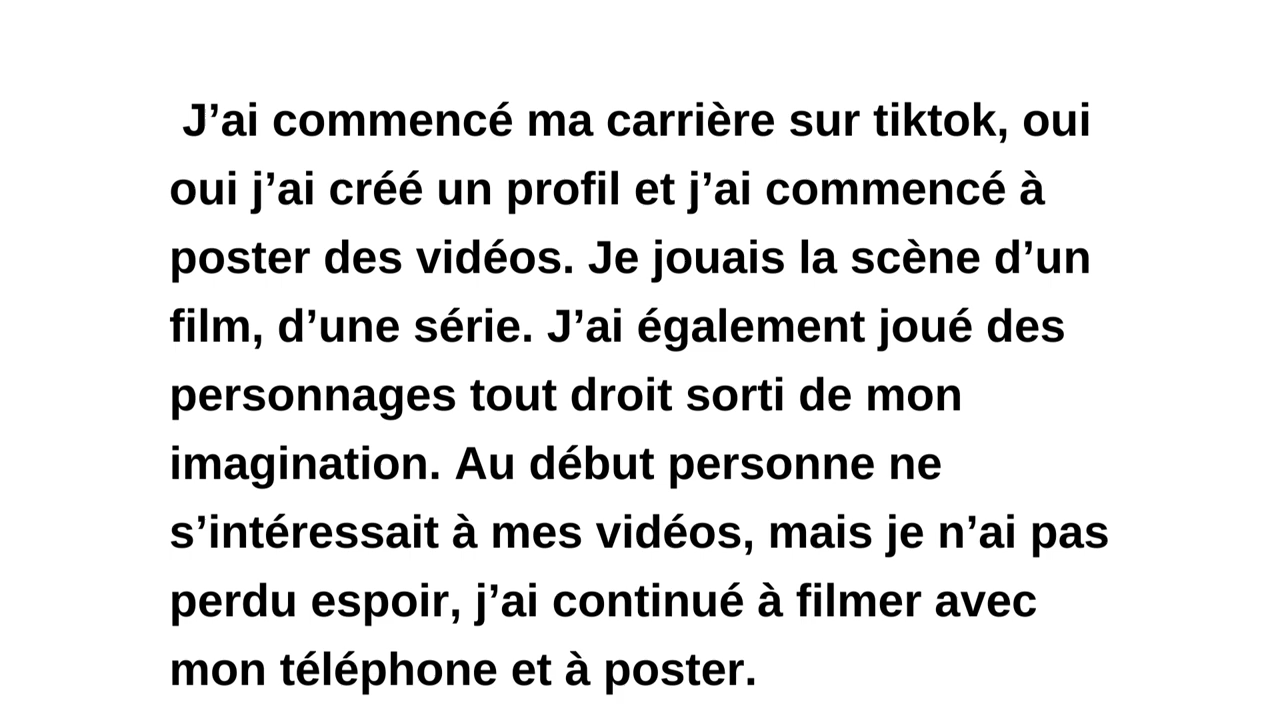 J’ai commencé ma carrière sur tiktok, oui
oui j’ai créé un profil et j’ai commencé à
poster des vidéos. Je jouais la scène d’un
film, d’une série. J’ai également joué des
personnages tout droit sorti de mon
imagination. Au début personne ne
s’intéressait à mes vidéos, mais je n’ai pas
perdu espoir, j’ai continué à filmer avec
mon téléphone et à poster.